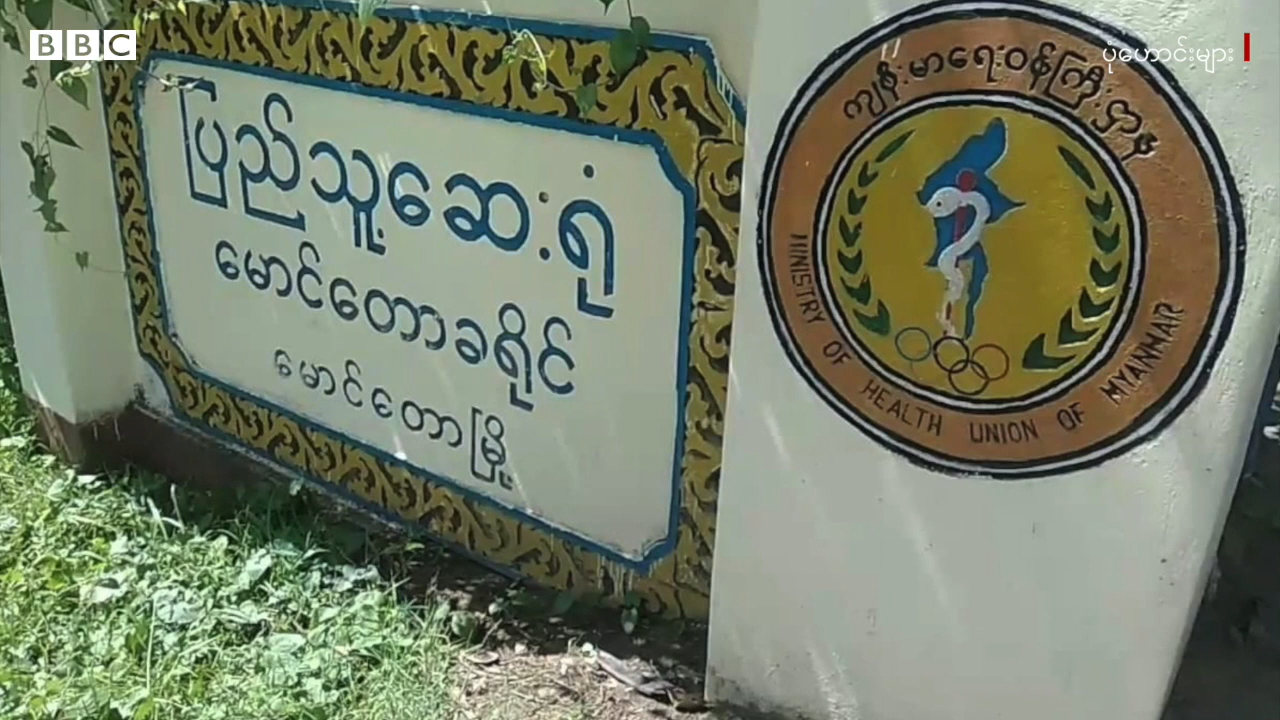 BBC
ပုံဟောင်းများ
ပြည်သူ့ဆေးရုံ
မောင်တောခရိုင်
မောင်တောမြို့
ကျန်းမာရေးဝန်ကြီးဌာန
MINISTRY OF HEALTH UNION OF MYANMAR